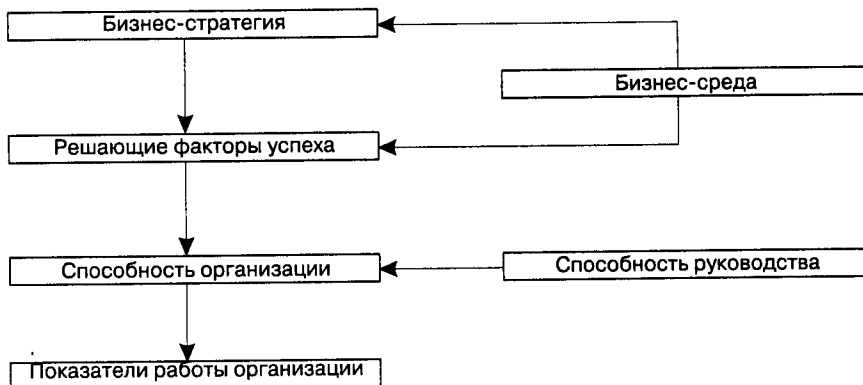 Бизнес-стратегия
Бизнес-среда
Решающие факторы успеха
Способность организации
Способность руководства
Показатели работы организации